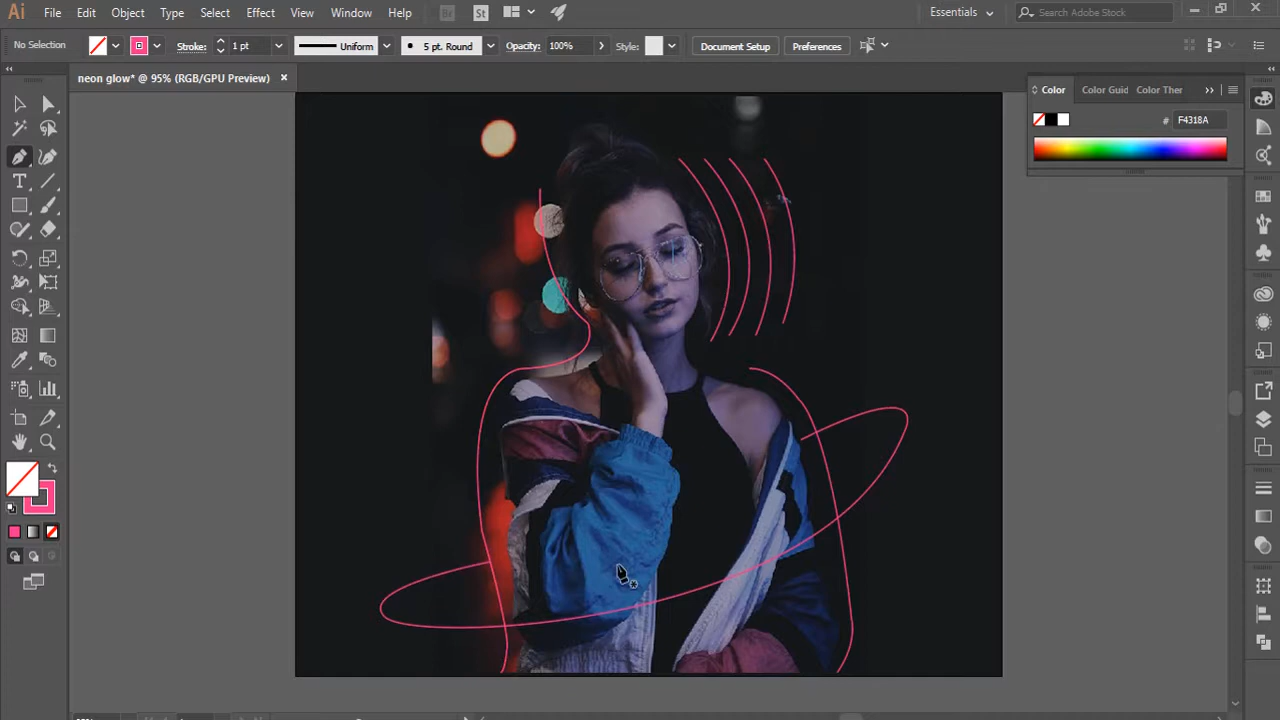 Ai File Edit Object Type Select Effect View Window Help Br St Essentials Search Adobe Stock
No Selection Stroke: 1 pt Uniform 5 pt. Round Opacity: 100% Style: Document Setup Preferences
neon glow* @ 95% (RGB/GPU Preview) ×
Color Color Guid Color Ther
# F4318A